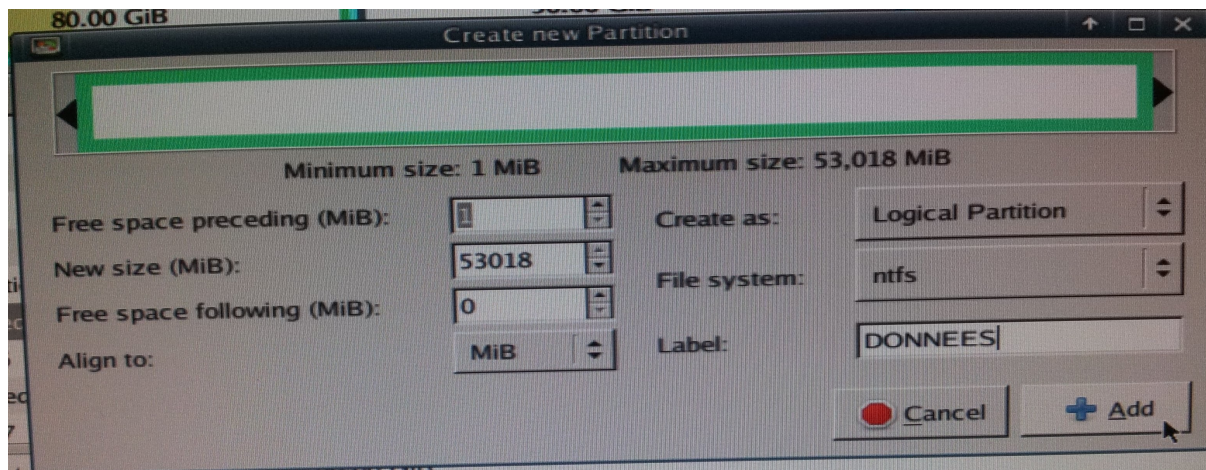 80.00 GiB
Create new Partition
Minimum size: 1 MiB Maximum size: 53,018 MiB
Free space preceding (MiB): 1 Create as: Logical Partition
New size (MiB): 53018 File system: ntfs
Free space following (MiB): 0 Label: DONNEES
Align to: MiB
Cancel Add